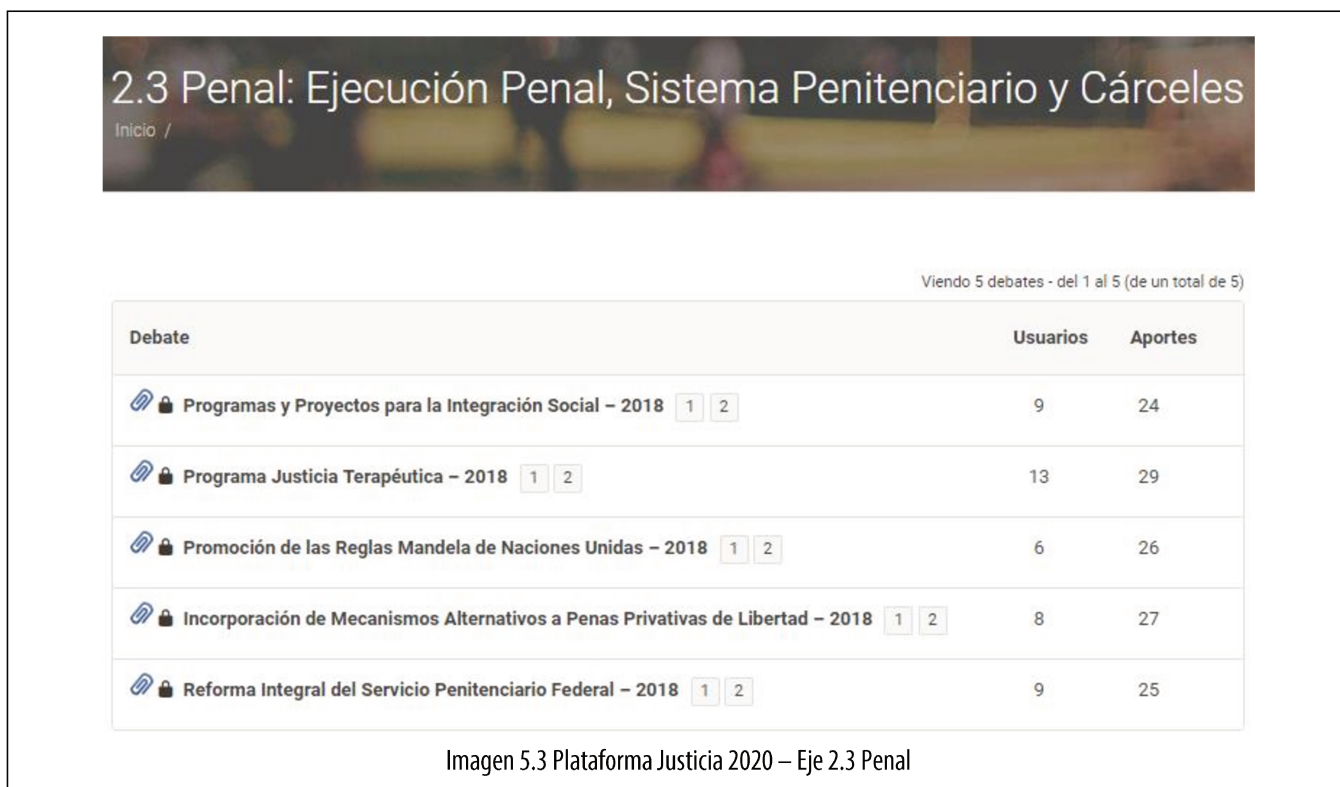 2.3 Penal: Ejecución Penal, Sistema Penitenciario y Cárceles
Inicio /
Viendo 5 debates - del 1 al 5 (de un total de 5)
Debate Usuarios Aportes
Programas y Proyectos para la Integración Social – 2018 1 2 9 24
Programa Justicia Terapéutica – 2018 1 2 13 29
Promoción de las Reglas Mandela de Naciones Unidas – 2018 1 2 6 26
Incorporación de Mecanismos Alternativos a Penas Privativas de Libertad – 2018 1 2 8 27
Reforma Integral del Servicio Penitenciario Federal – 2018 1 2 9 25
Imagen 5.3 Plataforma Justicia 2020 – Eje 2.3 Penal